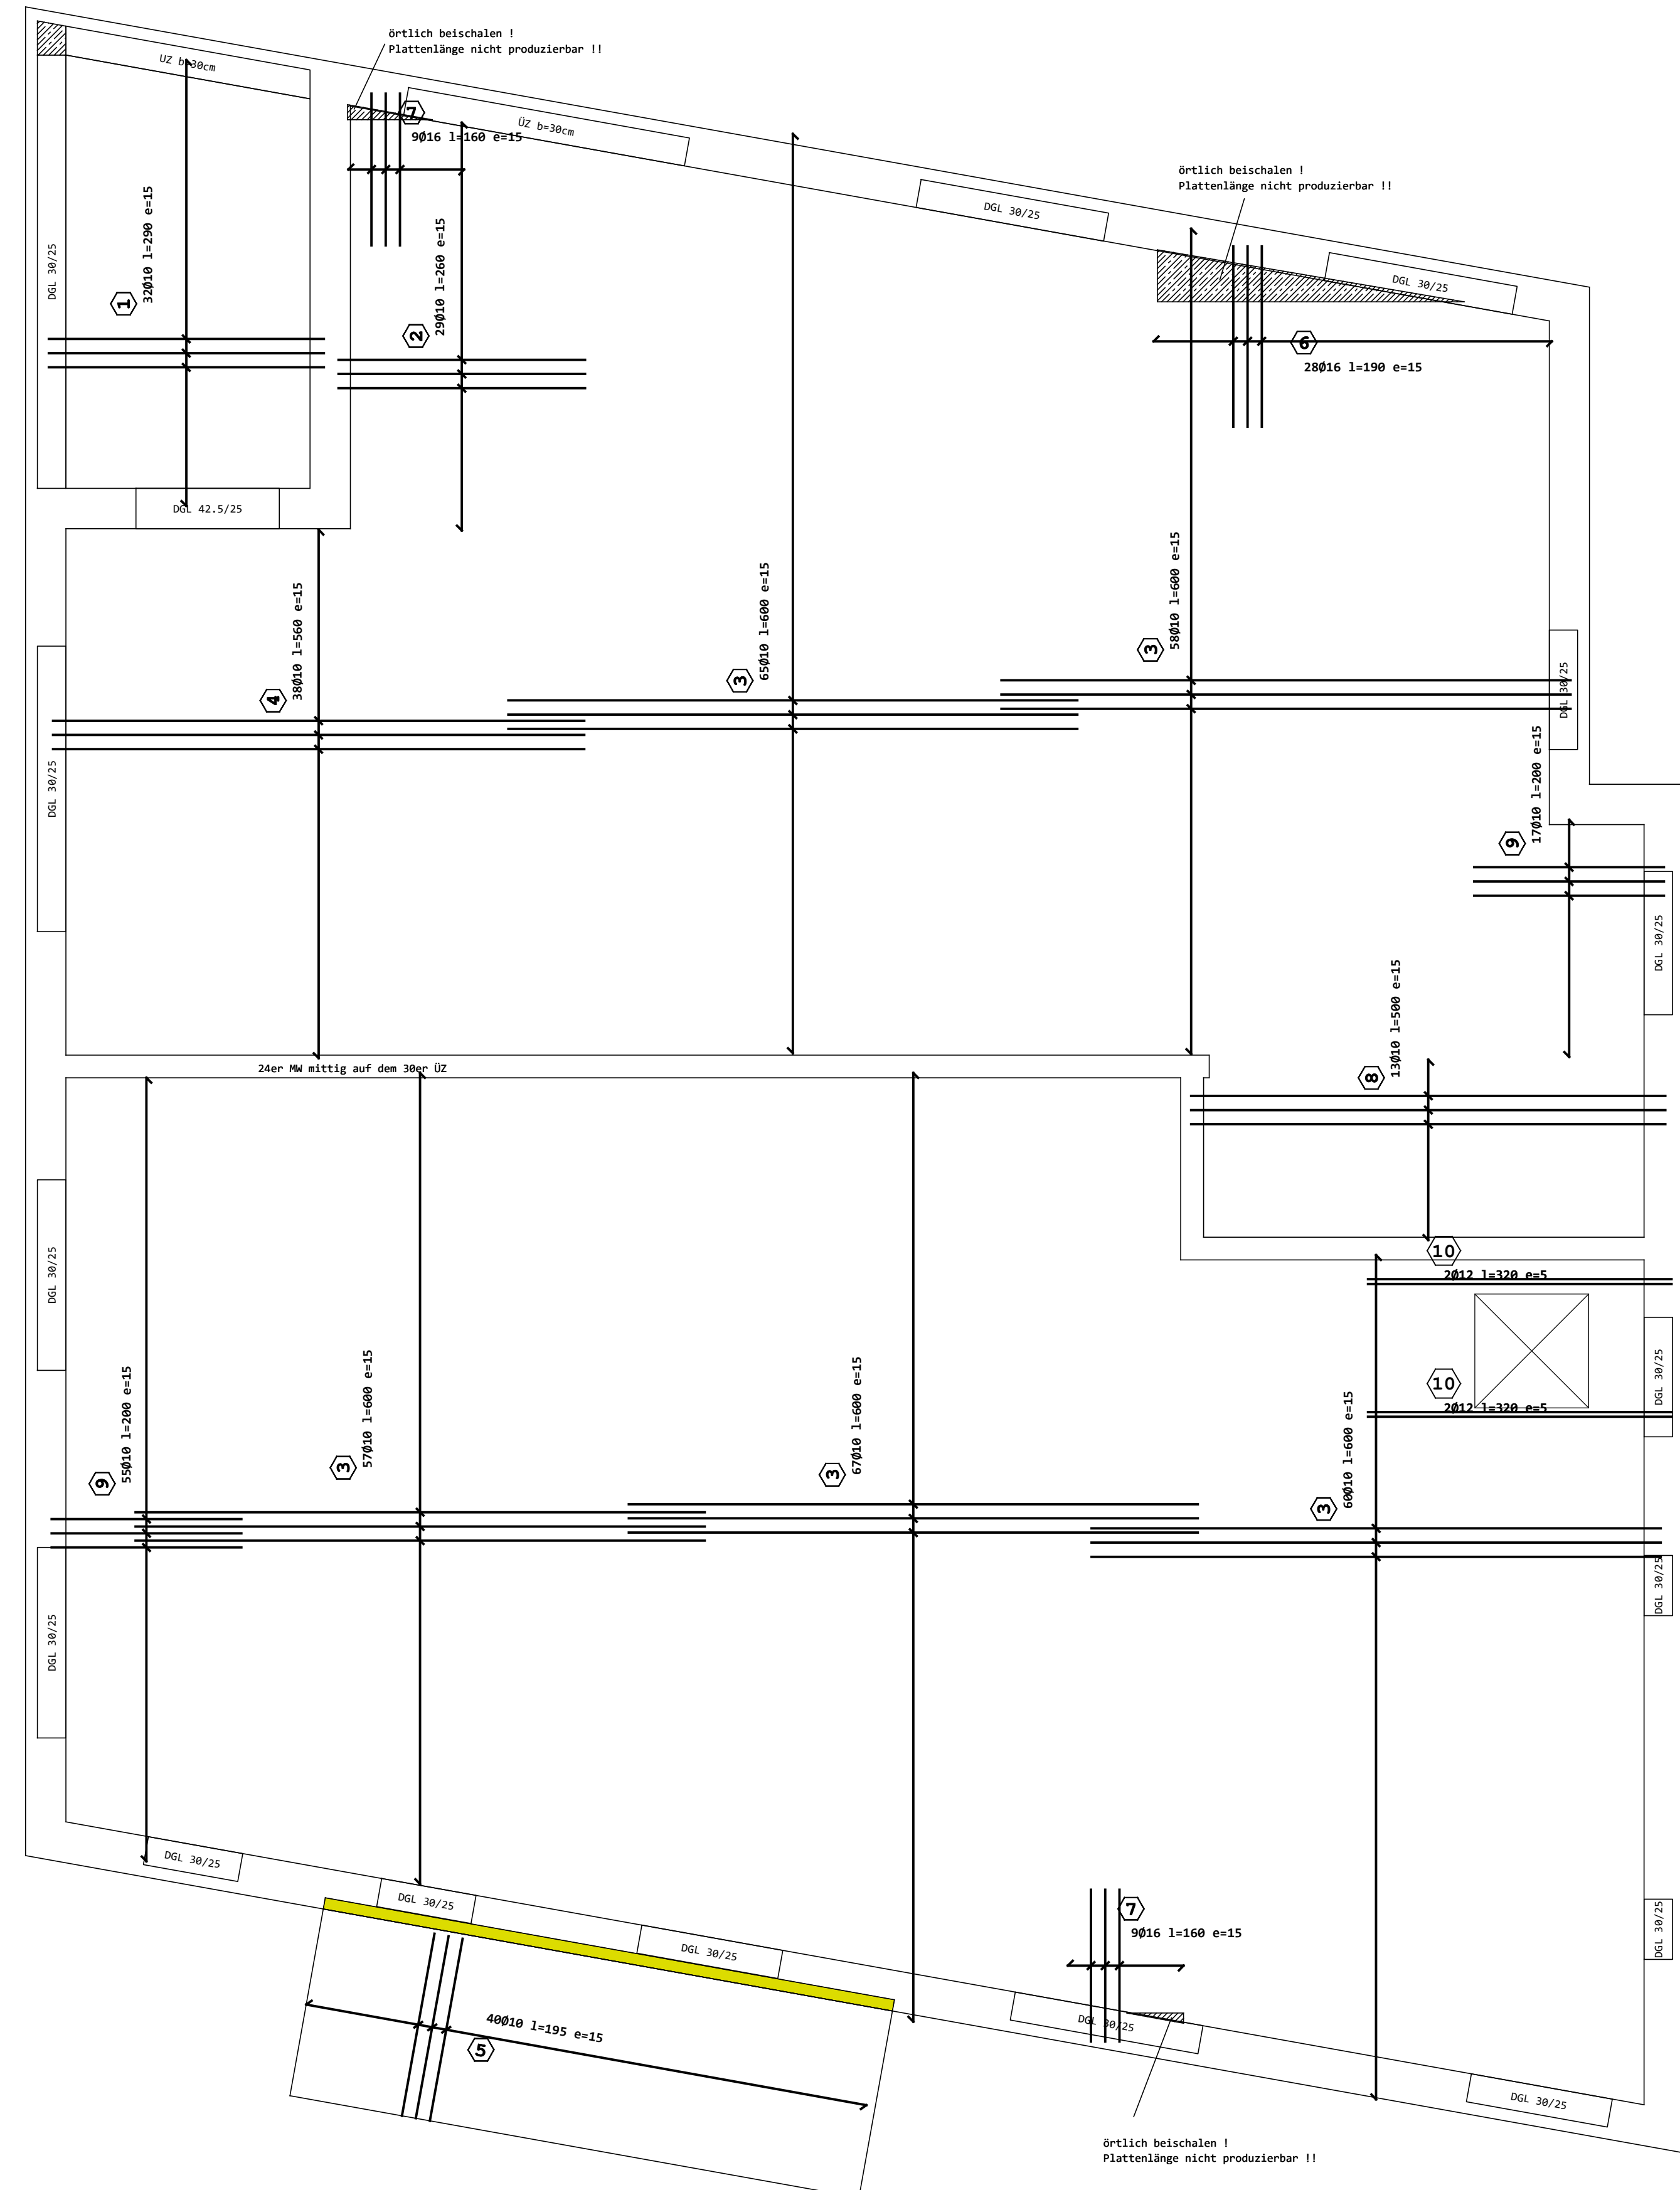 örtlich beischalen !
Plattenlänge nicht produzierbar !!
UZ b=30cm
7
9Ø16 l=160 e=15
ÜZ b=30cm
örtlich beischalen !
Plattenlänge nicht produzierbar !!
DGL 30/25
DGL 30/25
DGL 30/25
1
32Ø10 l=290 e=15
2
29Ø10 l=260 e=15
6
28Ø16 l=190 e=15
DGL 42.5/25
4
38Ø10 l=560 e=15
3
65Ø10 l=600 e=15
3
58Ø10 l=600 e=15
DGL 30/25
DGL 30/25
9
17Ø10 l=200 e=15
DGL 30/25
24er MW mittig auf dem 30er ÜZ
8
13Ø10 l=500 e=15
10
2Ø12 l=320 e=5
DGL 30/25
10
2Ø12 l=320 e=5
DGL 30/25
9
55Ø10 l=200 e=15
3
57Ø10 l=600 e=15
3
67Ø10 l=600 e=15
3
60Ø10 l=600 e=15
DGL 30/25
DGL 30/25
DGL 30/25
DGL 30/25
DGL 30/25
7
9Ø16 l=160 e=15
DGL 30/25
DGL 30/25
40Ø10 l=195 e=15
5
DGL 30/25
örtlich beischalen !
Plattenlänge nicht produzierbar !!